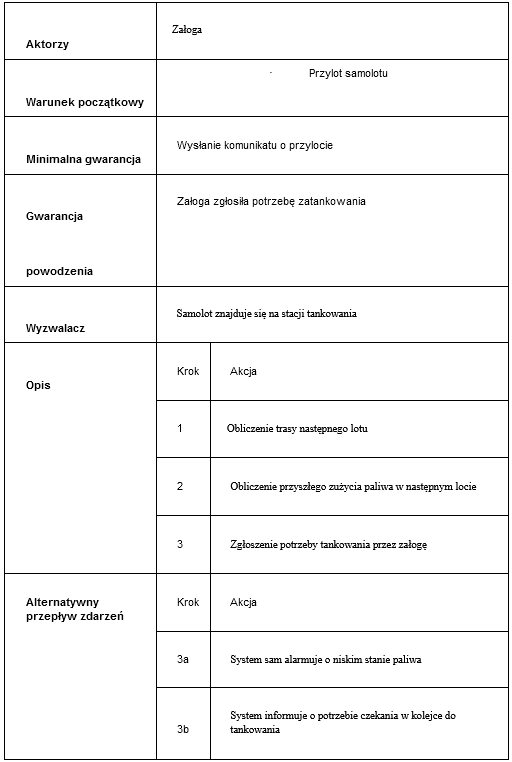 Aktorzy
Załoga
Warunek początkowy
· Przylot samolotu
Minimalna gwarancja
Wysłanie komunikatu o przylocie
Gwarancja
powodzenia
Załoga zgłosiła potrzebę zatankowania
Wyzwalacz
Samolot znajduje się na stacji tankowania
Opis
Krok Akcja
1 Obliczenie trasy następnego lotu
2 Obliczenie przyszłego zużycia paliwa w następnym locie
3 Zgłoszenie potrzeby tankowania przez załogę
Alternatywny
przepływ zdarzeń
Krok Akcja
3a System sam alarmuje o niskim stanie paliwa
3b System informuje o potrzebie czekania w kolejce do
tankowania